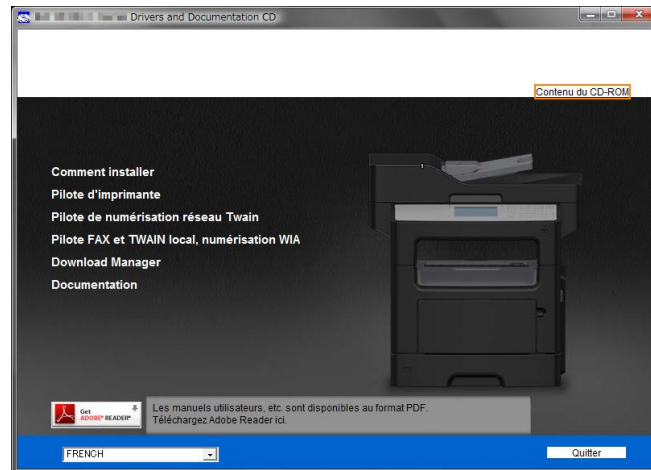 Drivers and Documentation CD
Contenu du CD-ROM
Comment installer
Pilote d'imprimante
Pilote de numérisation réseau Twain
Pilote FAX et TWAIN local, numérisation WIA
Download Manager
Documentation
Get
ADOBE® READER®
Les manuels utilisateurs, etc. sont disponibles au format PDF.
Téléchargez Adobe Reader ici.
FRENCH
Quitter